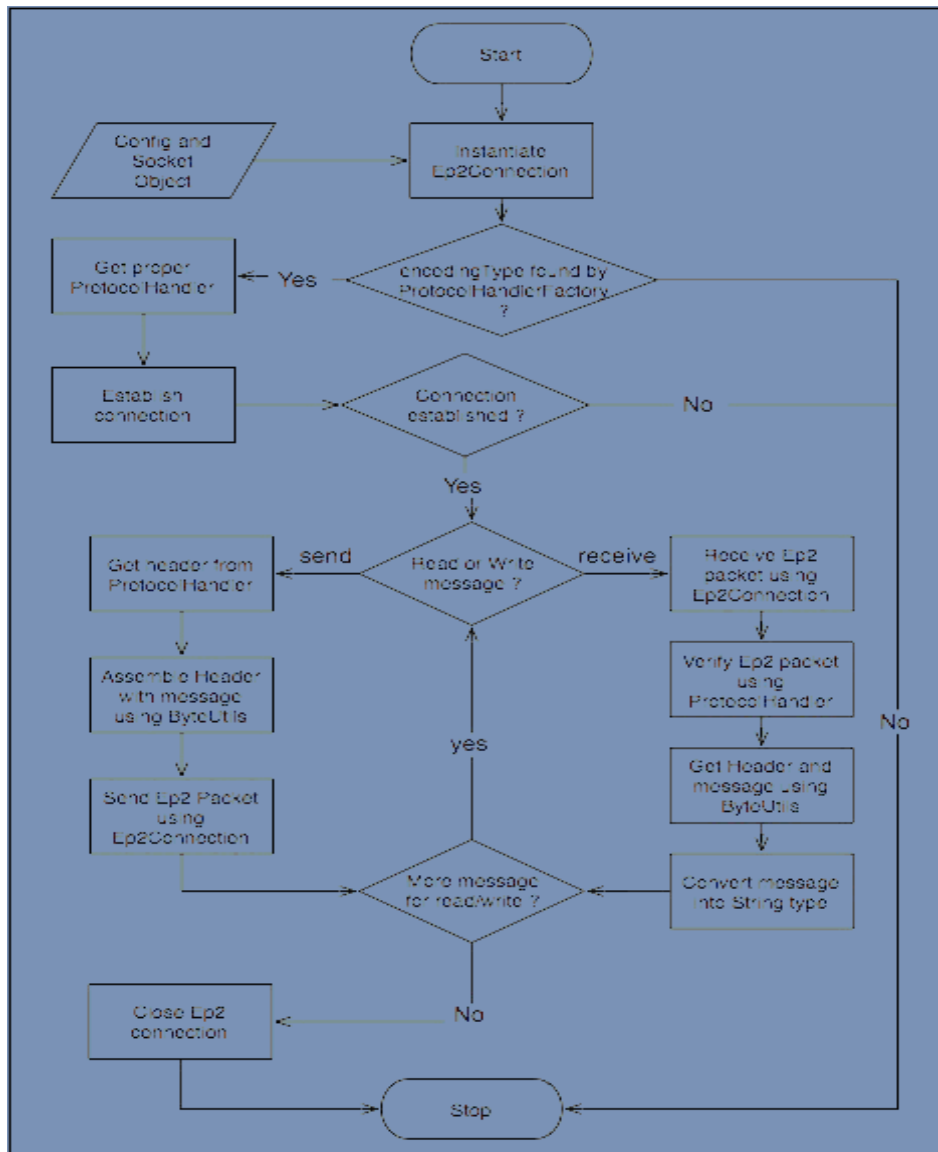 Start
Config and
Socket
Object
Instantiate
Ep2Connection
Get proper
ProtocolHandler
Yes
encodingType found by
ProtocolHandlerFactory
?
Establish
connection
Connection
established ?
No
Yes
Get header from
ProtocolHandler
send
Read or Write
message ?
receive
Receive Ep2
packet using
Ep2Connection
Assemble Header
with message
using ByteUtils
Verify Ep2 packet
using
ProtocolHandler
No
yes
Send Ep2 Packet
using
Ep2Connection
Get Header and
message using
ByteUtils
More message
for read/write ?
Convert message
into String type
Close Ep2
connection
No
Stop